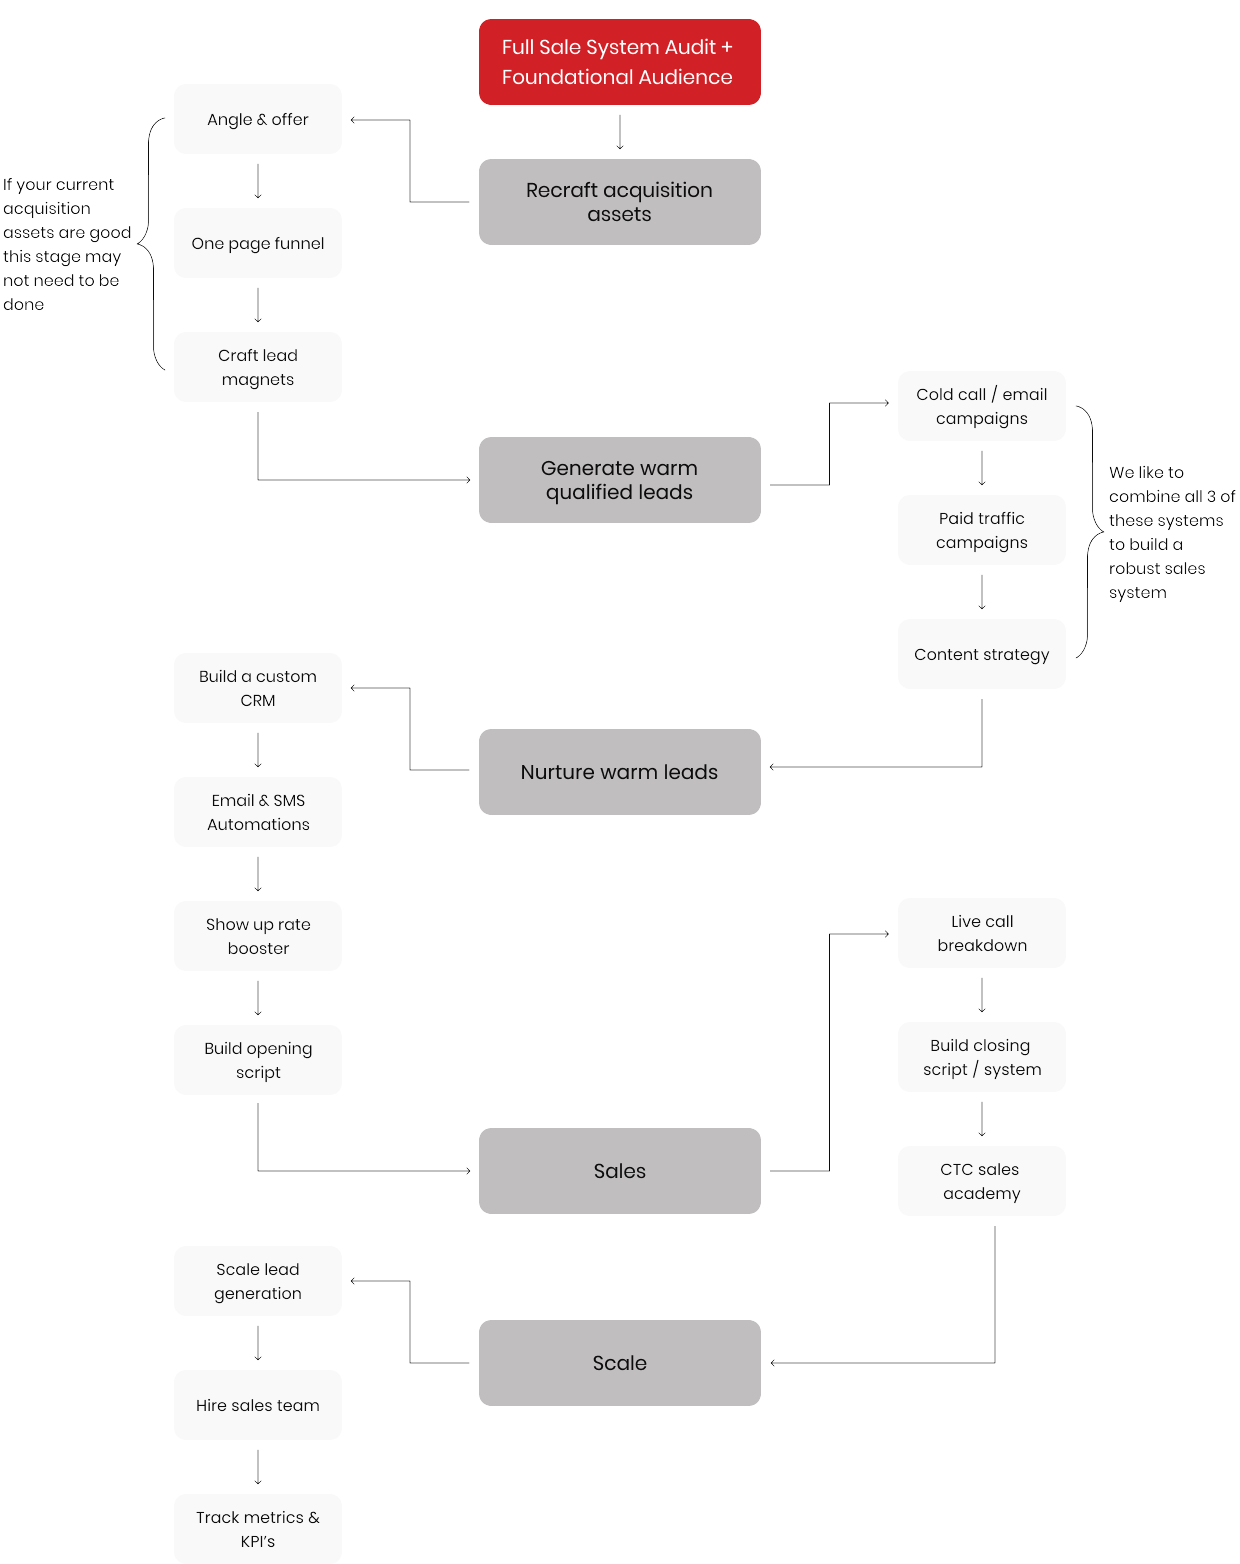 Full Sale System Audit +
Foundational Audience
Angle & offer
Recraft acquisition
assets
If your current
acquisition
assets are good
this stage may
not need to be
done
One page funnel
Craft lead
magnets
Generate warm
qualified leads
Cold call / email
campaigns
Paid traffic
campaigns
Content strategy
We like to
combine all 3 of
these systems
to build a
robust sales
system
Nurture warm leads
Build a custom
CRM
Email & SMS
Automations
Show up rate
booster
Build opening
script
Sales
Live call
breakdown
Build closing
script / system
CTC sales
academy
Scale
Scale lead
generation
Hire sales team
Track metrics &
KPI's